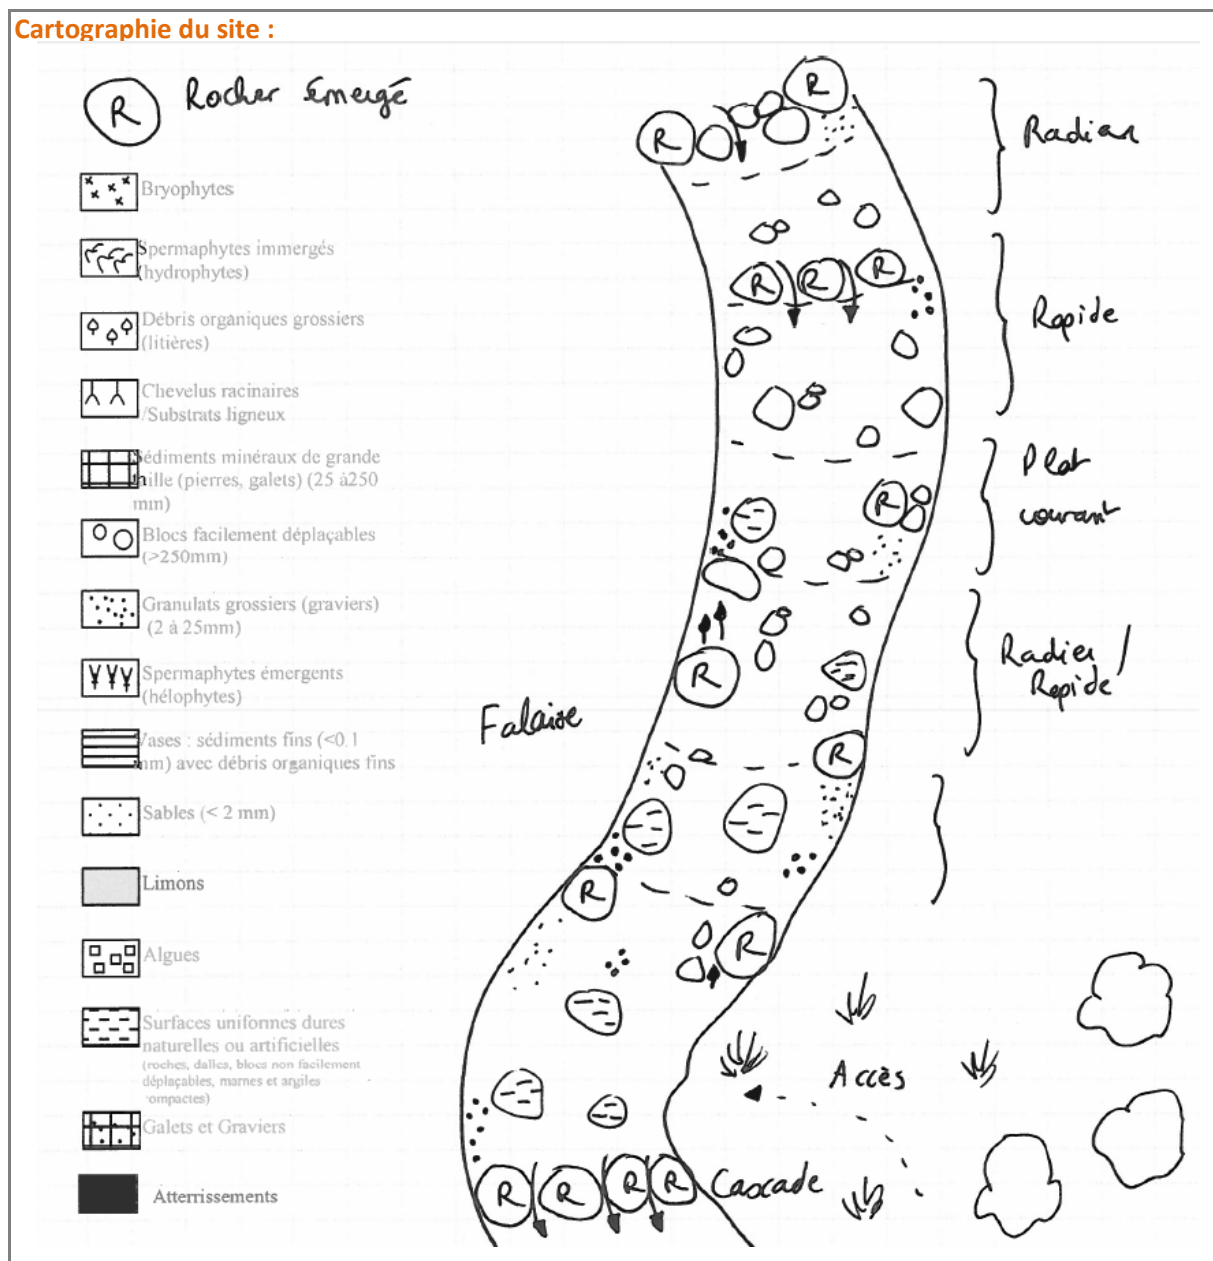 Cartographie du site :
R Rocher émergé
Bryophytes
Spermaphytes immergés
(hydrophytes)
Débris organiques grossiers
(litières)
Chevelus racinaires
/Substrats ligneux
Sédiments minéraux de grande
taille (pierres, galets) (25 à250
mm)
Blocs facilement déplaçables
(>250mm)
Granulats grossiers (graviers)
(2 à 25mm)
Spermaphytes émergents
(hélophytes)
Vases : sédiments fins (<0.1
mm) avec débris organiques fins
Sables (< 2 mm)
Limons
Algues
Surfaces uniformes dures
naturelles ou artificielles
(roches, dalles, blocs non facilement
déplaçables, marnes et argiles
compactes)
Galets et Graviers
Atterrissements
R
R
Radier
R R R
Rapide
Plat
courant
R
Radier /
Rapide
R
Falaise
R
R
R
Accès
R R R R
Cascade